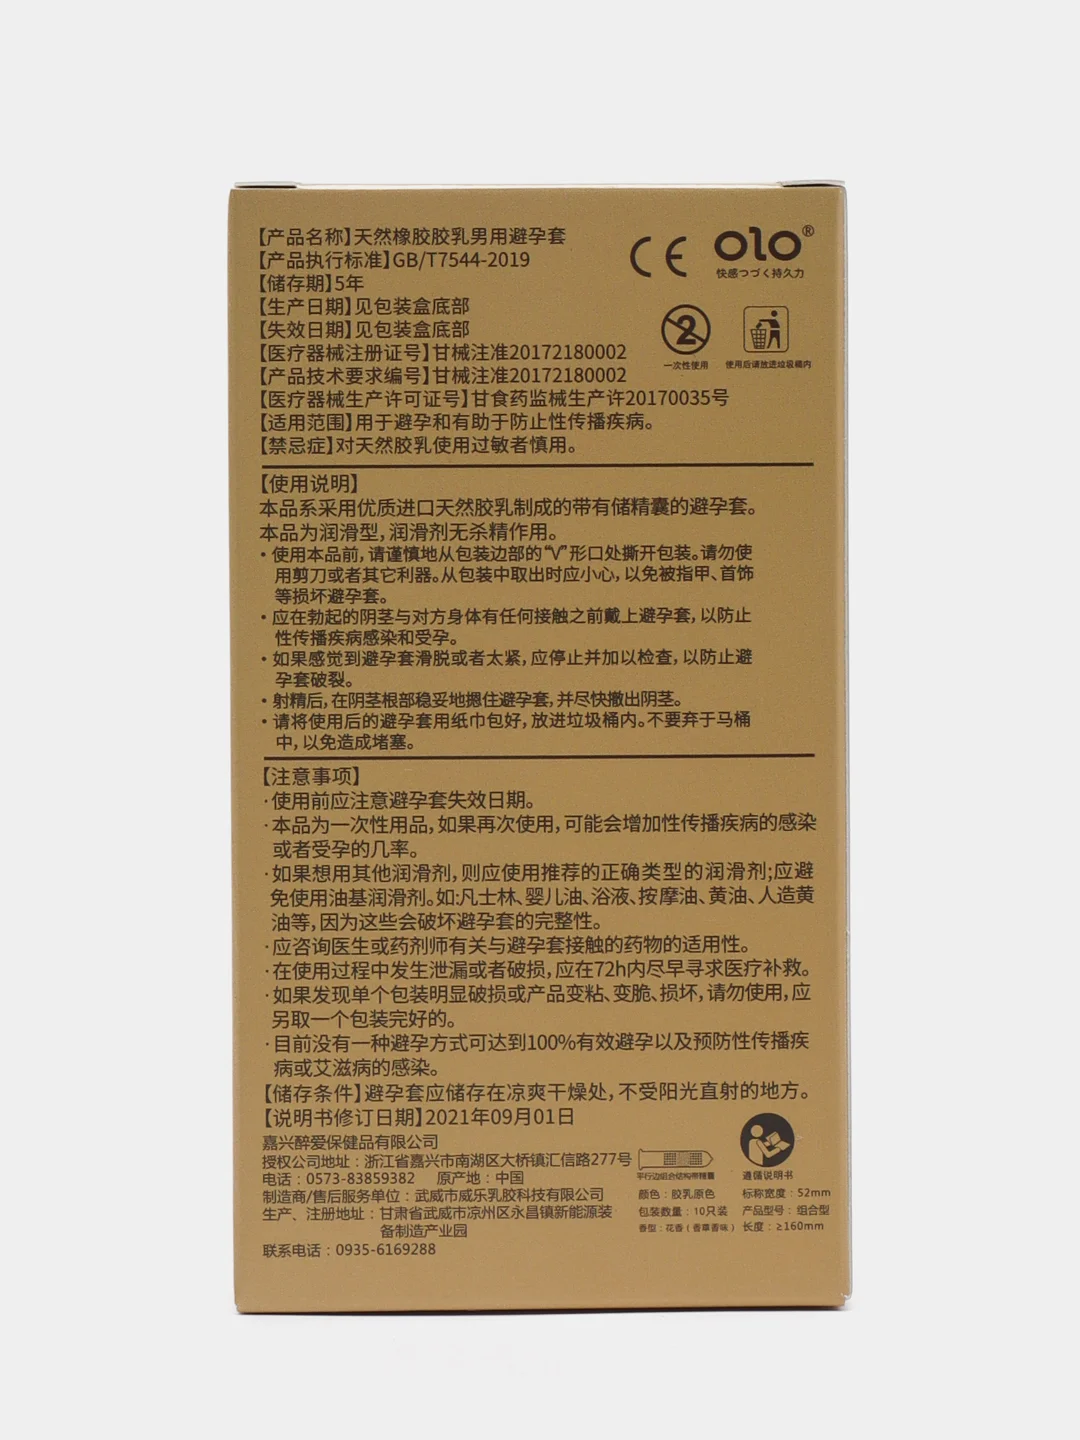 【产品名称】天然橡胶胶乳男用避孕套
【产品执行标准】GB/T7544-2019
【储存期】5年
【生产日期】见包装盒底部
【失效日期】见包装盒底部
【医疗器械注册证号】甘械注准20172180002
【产品技术要求编号】甘械注准20172180002
【医疗器械生产许可证号】甘食药监械生产许20170035号
【适用范围】用于避孕和有助于防止性传播疾病。
【禁忌症】对天然胶乳使用过敏者慎用。
CE
olo®
快感つづく持久力
2
一次性使用
使用后请放进垃圾桶内
【使用说明】
本品系采用优质进口天然胶乳制成的带有储精囊的避孕套。
本品为润滑型，润滑剂无杀精作用。
·使用本品前，请谨慎地从包装边部的“V”形口处撕开包装。请勿使
用剪刀或者其它利器。从包装中取出时应小心，以免被指甲、首饰
等损坏避孕套。
·应在勃起的阴茎与对方身体有任何接触之前戴上避孕套，以防止
性传播疾病感染和受孕。
·如果感觉到避孕套滑脱或者太紧，应停止并加以检查，以防止避
孕套破裂。
·射精后，在阴茎根部稳妥地摁住避孕套，并尽快撤出阴茎。
·请将使用后的避孕套用纸巾包好，放进垃圾桶内。不要弃于马桶
中，以免造成堵塞。
【注意事项】
·使用前应注意避孕套失效日期。
·本品为一次性用品，如果再次使用，可能会增加性传播疾病的感染
或者受孕的几率。
·如果想用其他润滑剂，则应使用推荐的正确类型的润滑剂；应避
免使用油基润滑剂。如:凡士林、婴儿油、浴液、按摩油、黄油、人造黄
油等，因为这些会破坏避孕套的完整性。
·应咨询医生或药剂师有关与避孕套接触的药物的适用性。
·在使用过程中发生泄漏或者破损，应在72h内尽早寻求医疗补救。
·如果发现单个包装明显破损或产品变粘、变脆、损坏，请勿使用，应
另取一个包装完好的。
·目前没有一种避孕方式可达到100%有效避孕以及预防性传播疾
病或艾滋病的感染。
【储存条件】避孕套应储存在凉爽干燥处，不受阳光直射的地方。
【说明书修订日期】2021年09月01日
嘉兴醉爱保健品有限公司
授权公司地址：浙江省嘉兴市南湖区大桥镇汇信路277号
电话：0573-83859382 原产地：中国
制造商/售后服务单位：武威市威乐乳胶科技有限公司
生产、注册地址：甘肃省武威市凉州区永昌镇新能源装
备制造产业园
联系电话：0935-6169288
平行边组合结构带储囊
遵循说明书
颜色：胶乳原色 标称宽度：52mm
包装数量：10只装 产品型号：组合型
香型：花香（香草香味） 长度：≥160mm